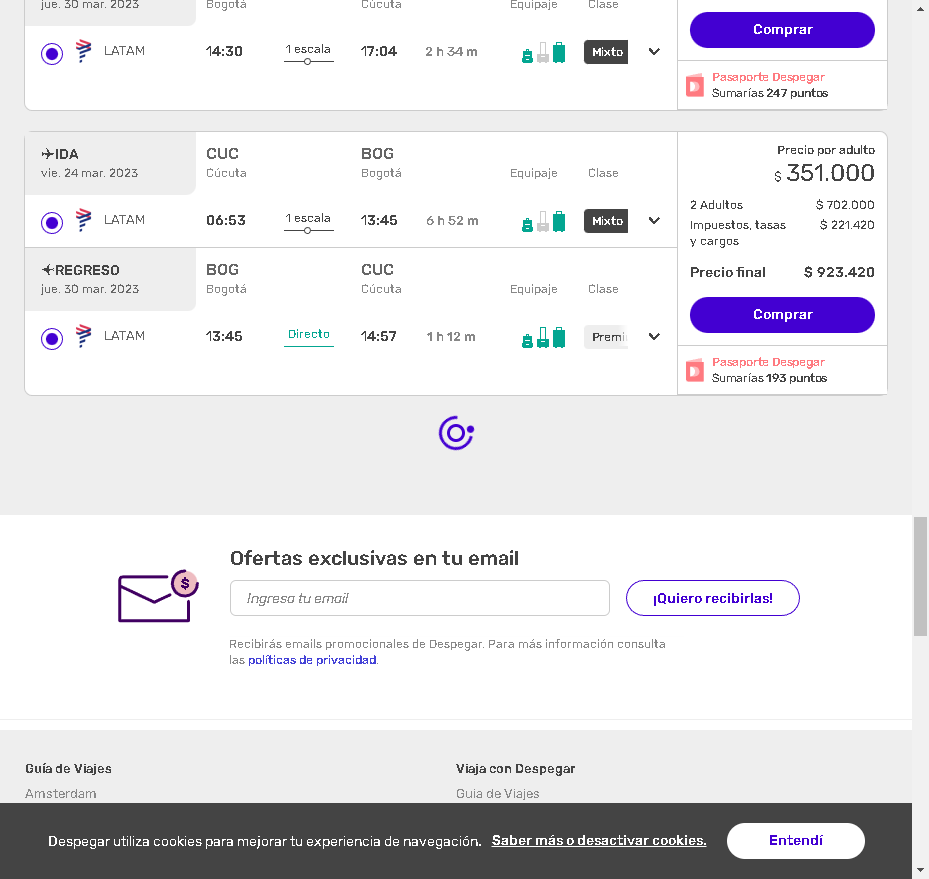 jue. 30 mar. 2023
Bogotá
Cúcuta
Equipaje
Clase
LATAM
14:30
1 escala
17:04
2 h 34 m
Mixto
Comprar
Pasaporte Despegar
Sumarías 247 puntos
IDA
vie. 24 mar. 2023
CUC
Cúcuta
BOG
Bogotá
Equipaje
Clase
LATAM
06:53
1 escala
13:45
6 h 52 m
Mixto
REGRESO
jue. 30 mar. 2023
BOG
Bogotá
CUC
Cúcuta
Equipaje
Clase
LATAM
13:45
Directo
14:57
1 h 12 m
Premi
Precio por adulto
$ 351.000
2 Adultos $ 702.000
Impuestos, tasas $ 221.420
y cargos
Precio final $ 923.420
Comprar
Pasaporte Despegar
Sumarías 193 puntos
Ofertas exclusivas en tu email
$
Ingresa tu email
¡Quiero recibirlas!
Recibirás emails promocionales de Despegar. Para más información consulta
las políticas de privacidad.
Guía de Viajes
Amsterdam
Viaja con Despegar
Guia de Viajes
Despegar utiliza cookies para mejorar tu experiencia de navegación. Saber más o desactivar cookies.
Entendí